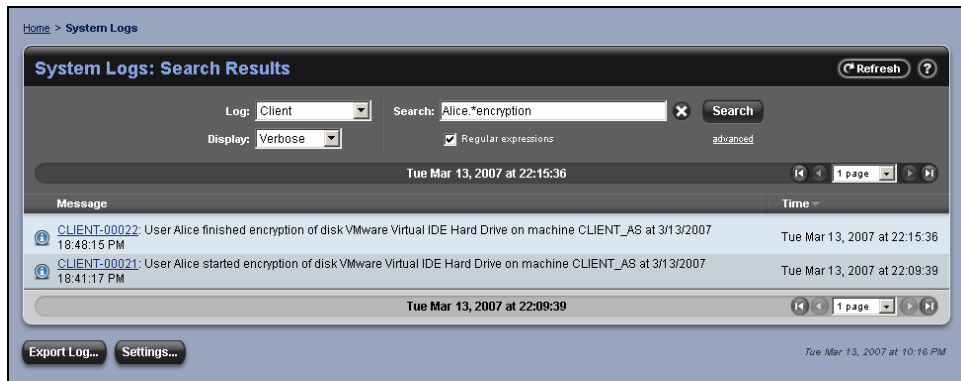 Home > System Logs
System Logs: Search Results
Refresh ?
Log: Client Search: Alice.*encryption Search
Display: Verbose Regular expressions advanced
Tue Mar 13, 2007 at 22:15:36 1 page
Message Time
CLIENT-00022: User Alice finished encryption of disk VMware Virtual IDE Hard Drive on machine CLIENT_AS at 3/13/2007
18:48:15 PM
Tue Mar 13, 2007 at 22:15:36
CLIENT-00021: User Alice started encryption of disk VMware Virtual IDE Hard Drive on machine CLIENT_AS at 3/13/2007
18:41:17 PM
Tue Mar 13, 2007 at 22:09:39
Tue Mar 13, 2007 at 22:09:39 1 page
Export Log... Settings... Tue Mar 13, 2007 at 10:16 PM